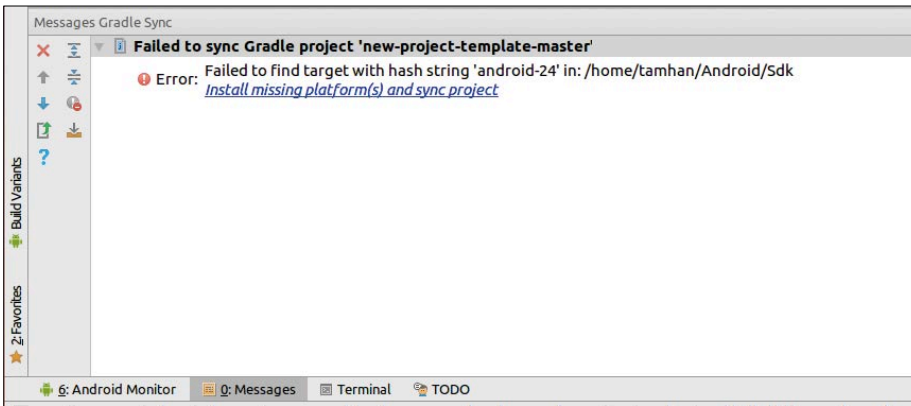 Messages Gradle Sync
Failed to sync Gradle project 'new-project-template-master'
Error: Failed to find target with hash string 'android-24' in: /home/tamhan/Android/Sdk
Install missing platform(s) and sync project
Build Variants
2: Favorites
6: Android Monitor
0: Messages
Terminal
TODO